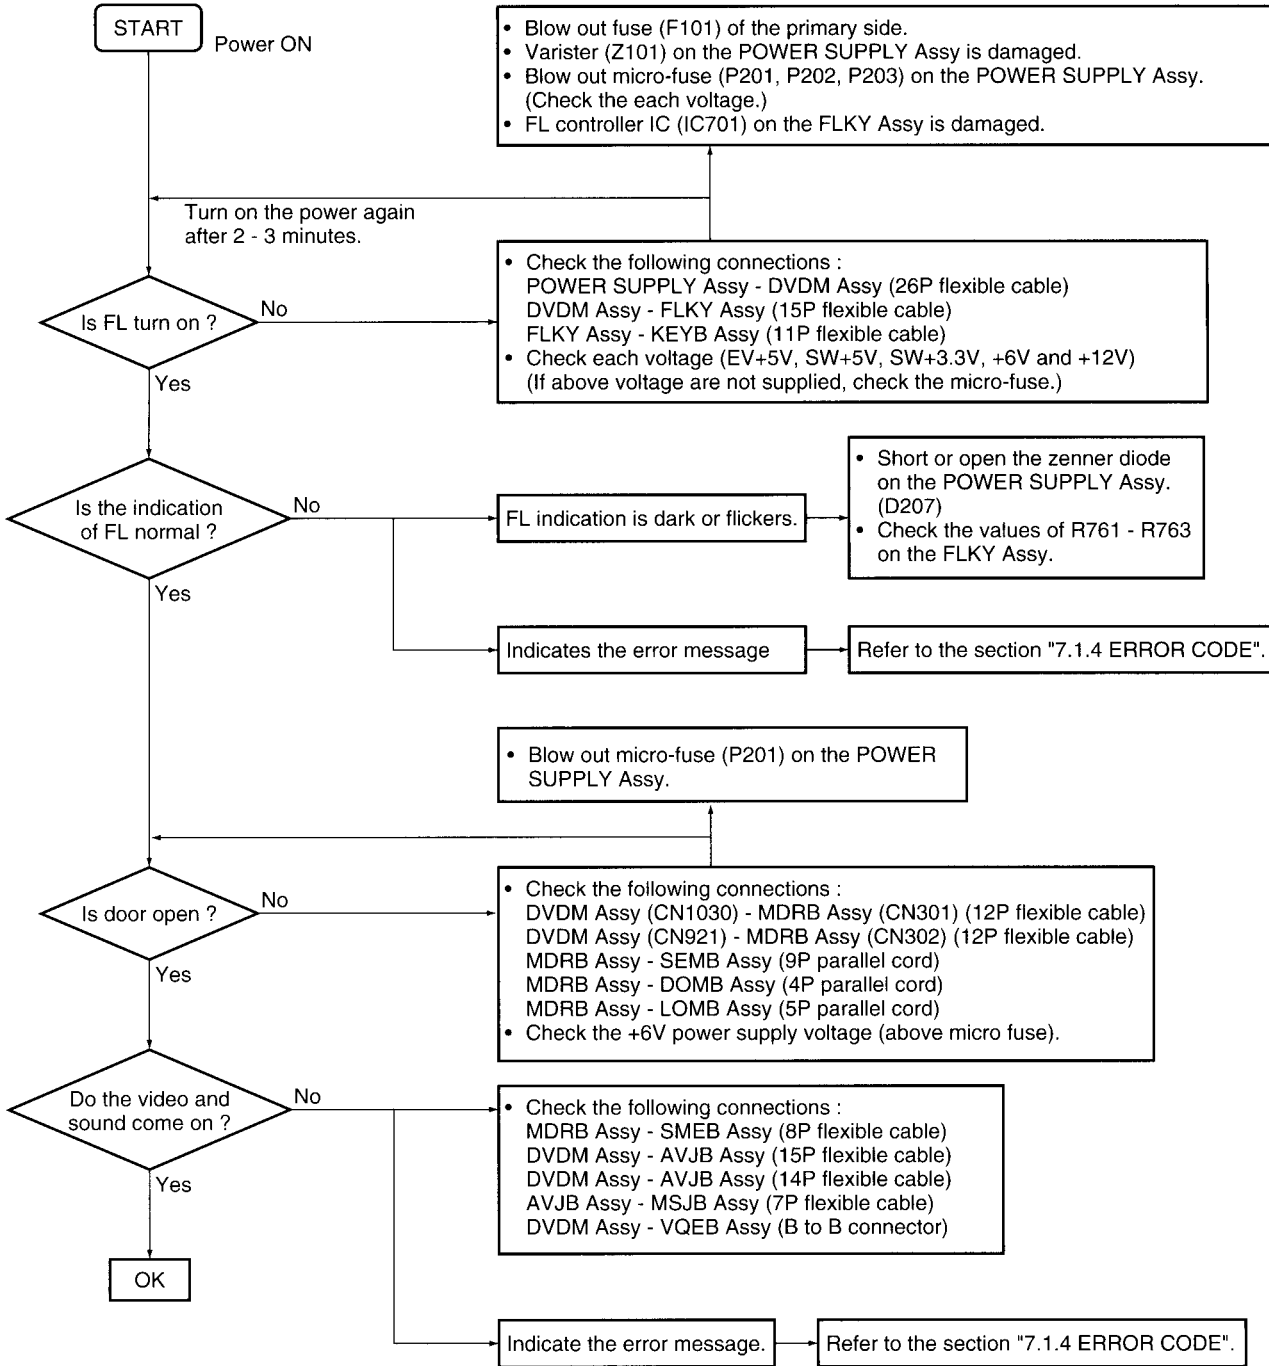 START
Power ON
• Blow out fuse (F101) of the primary side.
• Varister (Z101) on the POWER SUPPLY Assy is damaged.
• Blow out micro-fuse (P201, P202, P203) on the POWER SUPPLY Assy.
(Check the each voltage.)
• FL controller IC (IC701) on the FLKY Assy is damaged.
Turn on the power again
after 2 - 3 minutes.
Is FL turn on ?
No
Yes
• Check the following connections :
POWER SUPPLY Assy - DVDM Assy (26P flexible cable)
DVDM Assy - FLKY Assy (15P flexible cable)
FLKY Assy - KEYB Assy (11P flexible cable)
• Check each voltage (EV+5V, SW+5V, SW+3.3V, +6V and +12V)
(If above voltage are not supplied, check the micro-fuse.)
Is the indication
of FL normal ?
No
Yes
FL indication is dark or flickers.
• Short or open the zenner diode
on the POWER SUPPLY Assy.
(D207)
• Check the values of R761 - R763
on the FLKY Assy.
Indicates the error message
Refer to the section "7.1.4 ERROR CODE".
• Blow out micro-fuse (P201) on the POWER
SUPPLY Assy.
Is door open ?
No
Yes
• Check the following connections :
DVDM Assy (CN1030) - MDRB Assy (CN301) (12P flexible cable)
DVDM Assy (CN921) - MDRB Assy (CN302) (12P flexible cable)
MDRB Assy - SEMB Assy (9P parallel cord)
MDRB Assy - DOMB Assy (4P parallel cord)
MDRB Assy - LOMB Assy (5P parallel cord)
• Check the +6V power supply voltage (above micro fuse).
Do the video and
sound come on ?
No
Yes
• Check the following connections :
MDRB Assy - SMEB Assy (8P flexible cable)
DVDM Assy - AVJB Assy (15P flexible cable)
DVDM Assy - AVJB Assy (14P flexible cable)
AVJB Assy - MSJB Assy (7P flexible cable)
DVDM Assy - VQEB Assy (B to B connector)
OK
Indicate the error message.
Refer to the section "7.1.4 ERROR CODE".